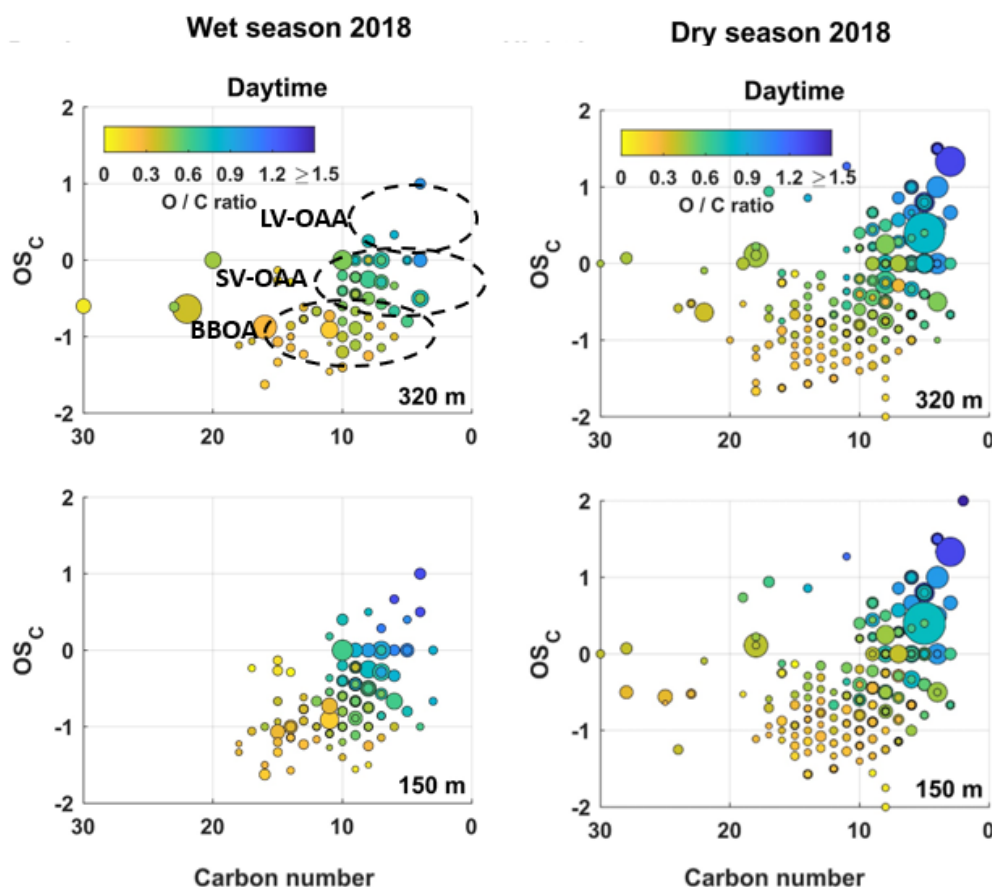 Wet season 2018
Dry season 2018
Daytime
2
1
0
-1
-2
OS_C
0 0.3 0.6 0.9 1.2 ≥1.5
O / C ratio
LV-OAA
SV-OAA
BBOA
320 m
30 20 10 0
Daytime
2
1
0
-1
-2
OS_C
0 0.3 0.6 0.9 1.2 ≥1.5
O / C ratio
320 m
30 20 10 0
2
1
0
-1
-2
OS_C
150 m
30 20 10 0
Carbon number
2
1
0
-1
-2
OS_C
150 m
30 20 10 0
Carbon number